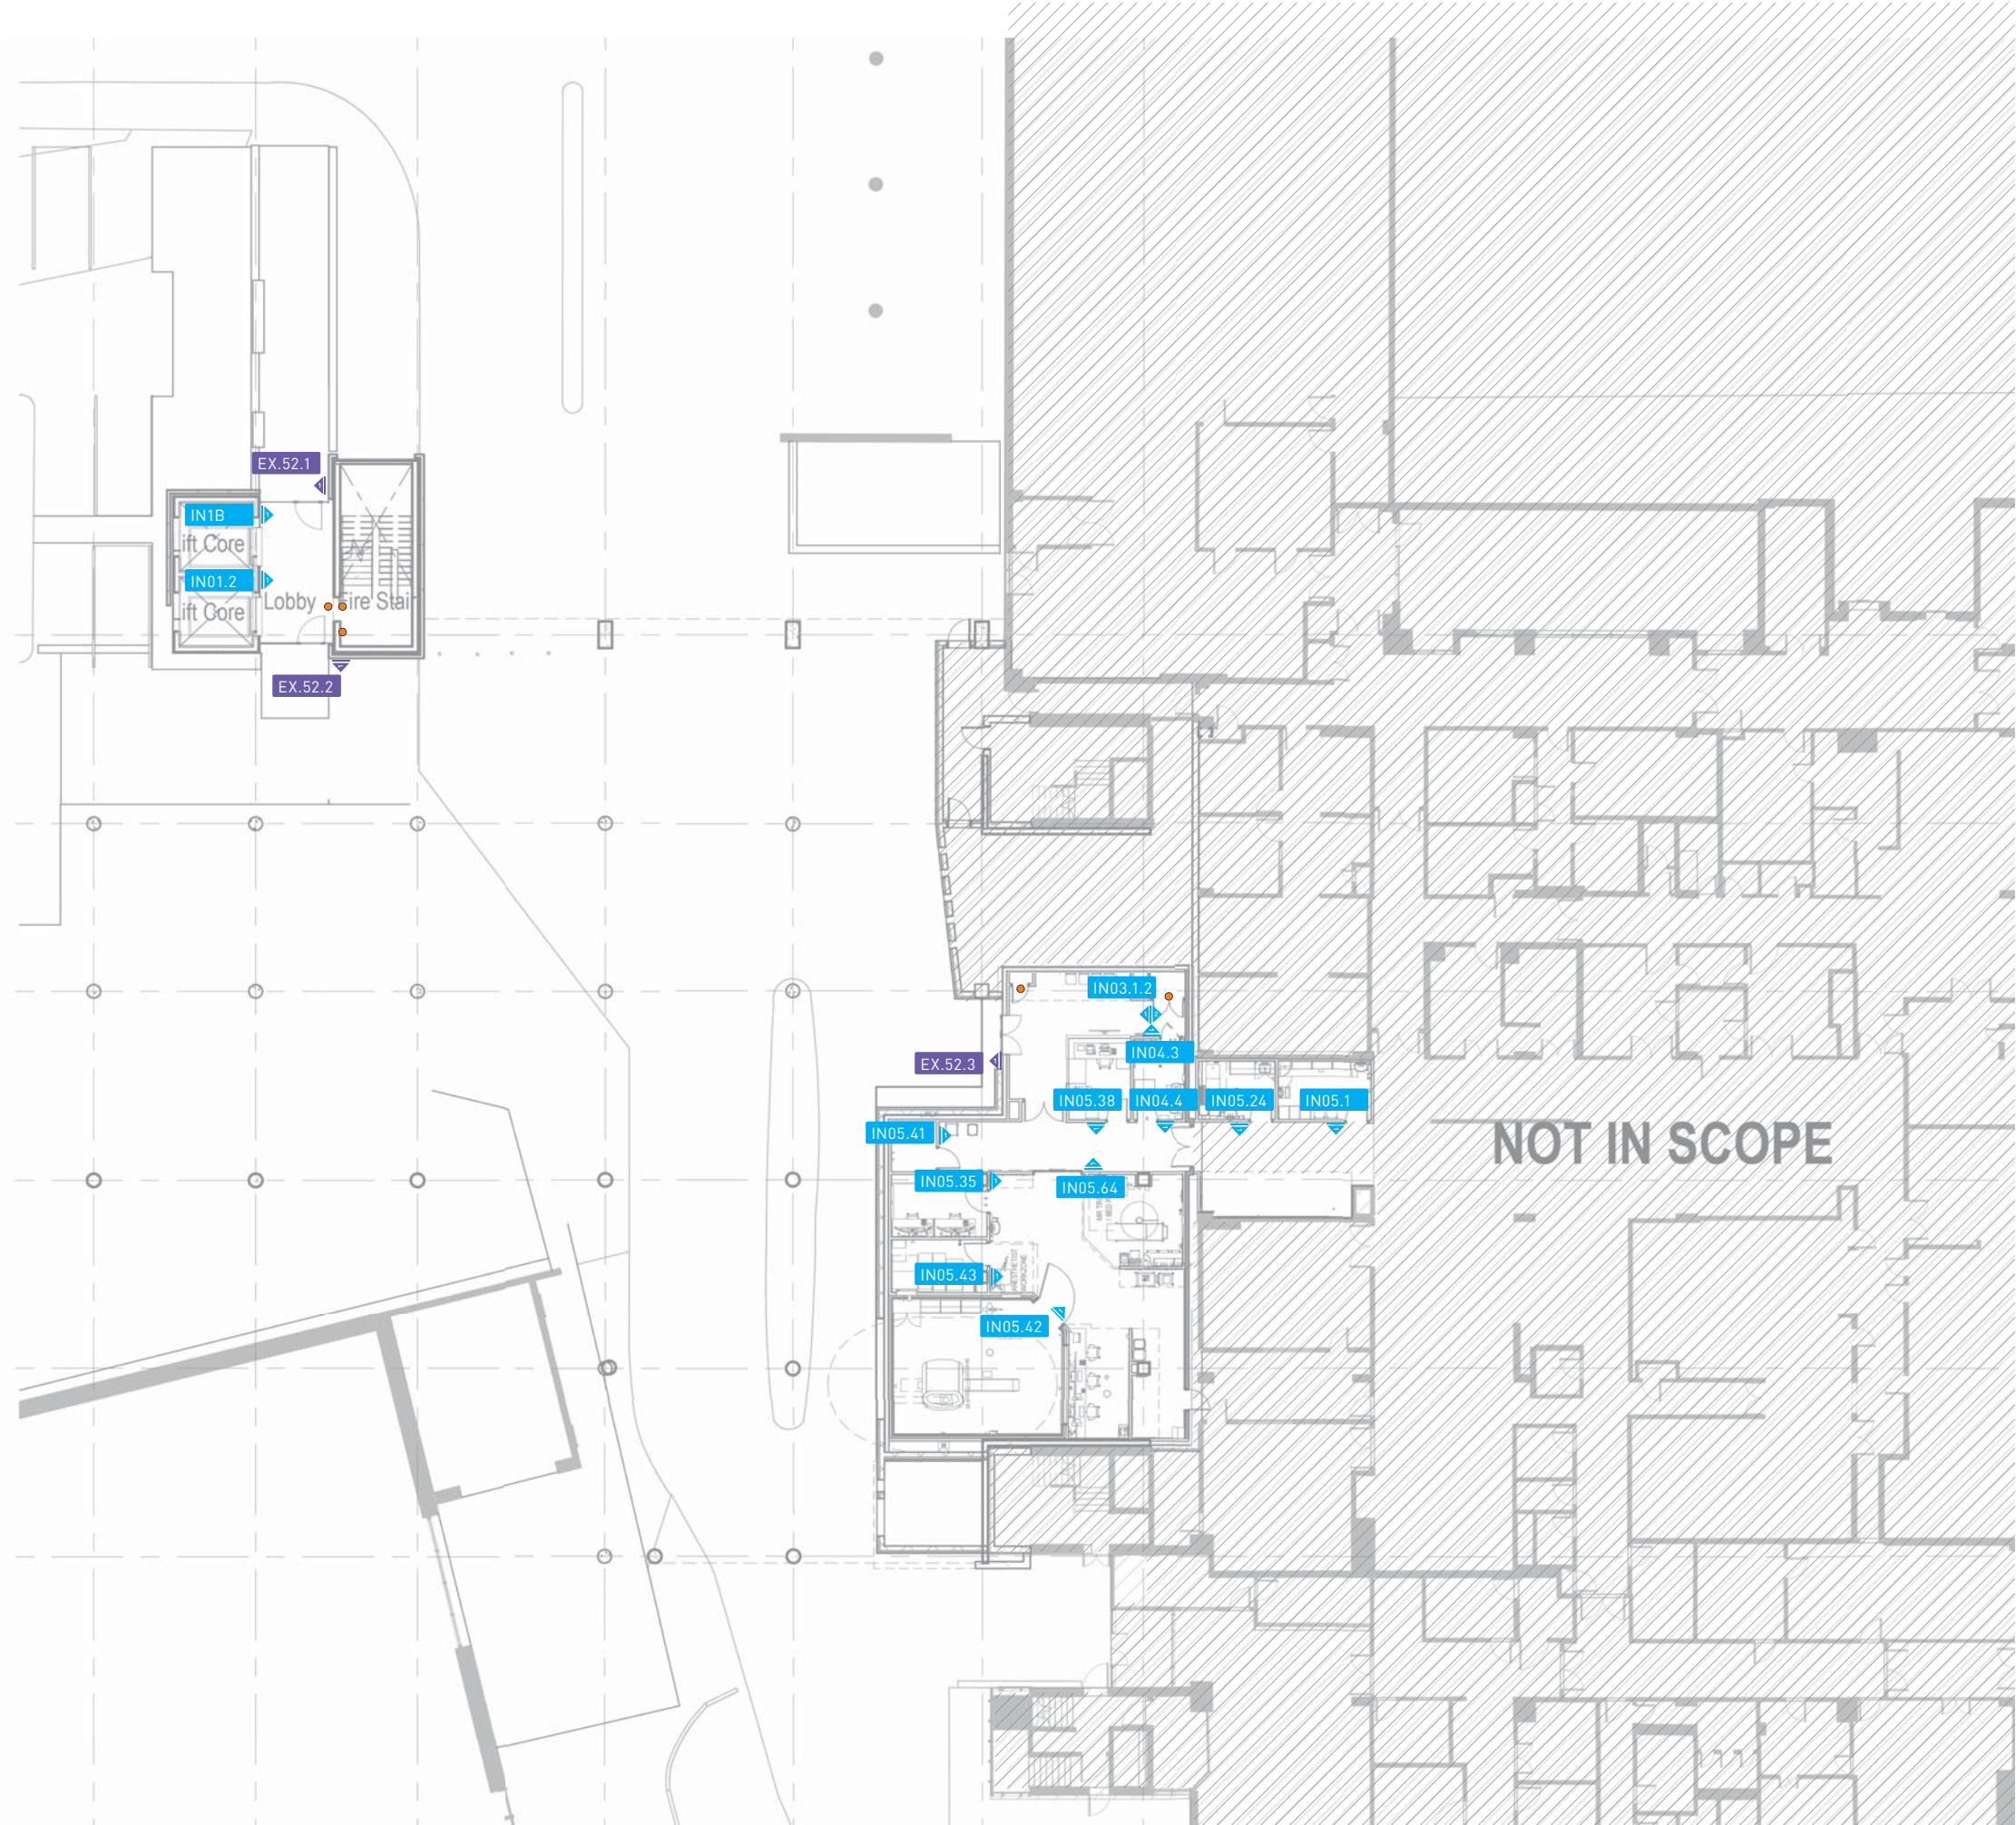 EX.52.1
IN1B
ift Core
IN01.2
Lobby
Fire Stai
ift Core
EX.52.2
IN03.1.2
IN04.3
EX.52.3
IN05.38
IN04.4
IN05.24
IN05.1
IN05.41
NOT IN SCOPE
IN05.35
IN05.64
ANESTHETIST
WORKZONE
IN05.43
IN05.42